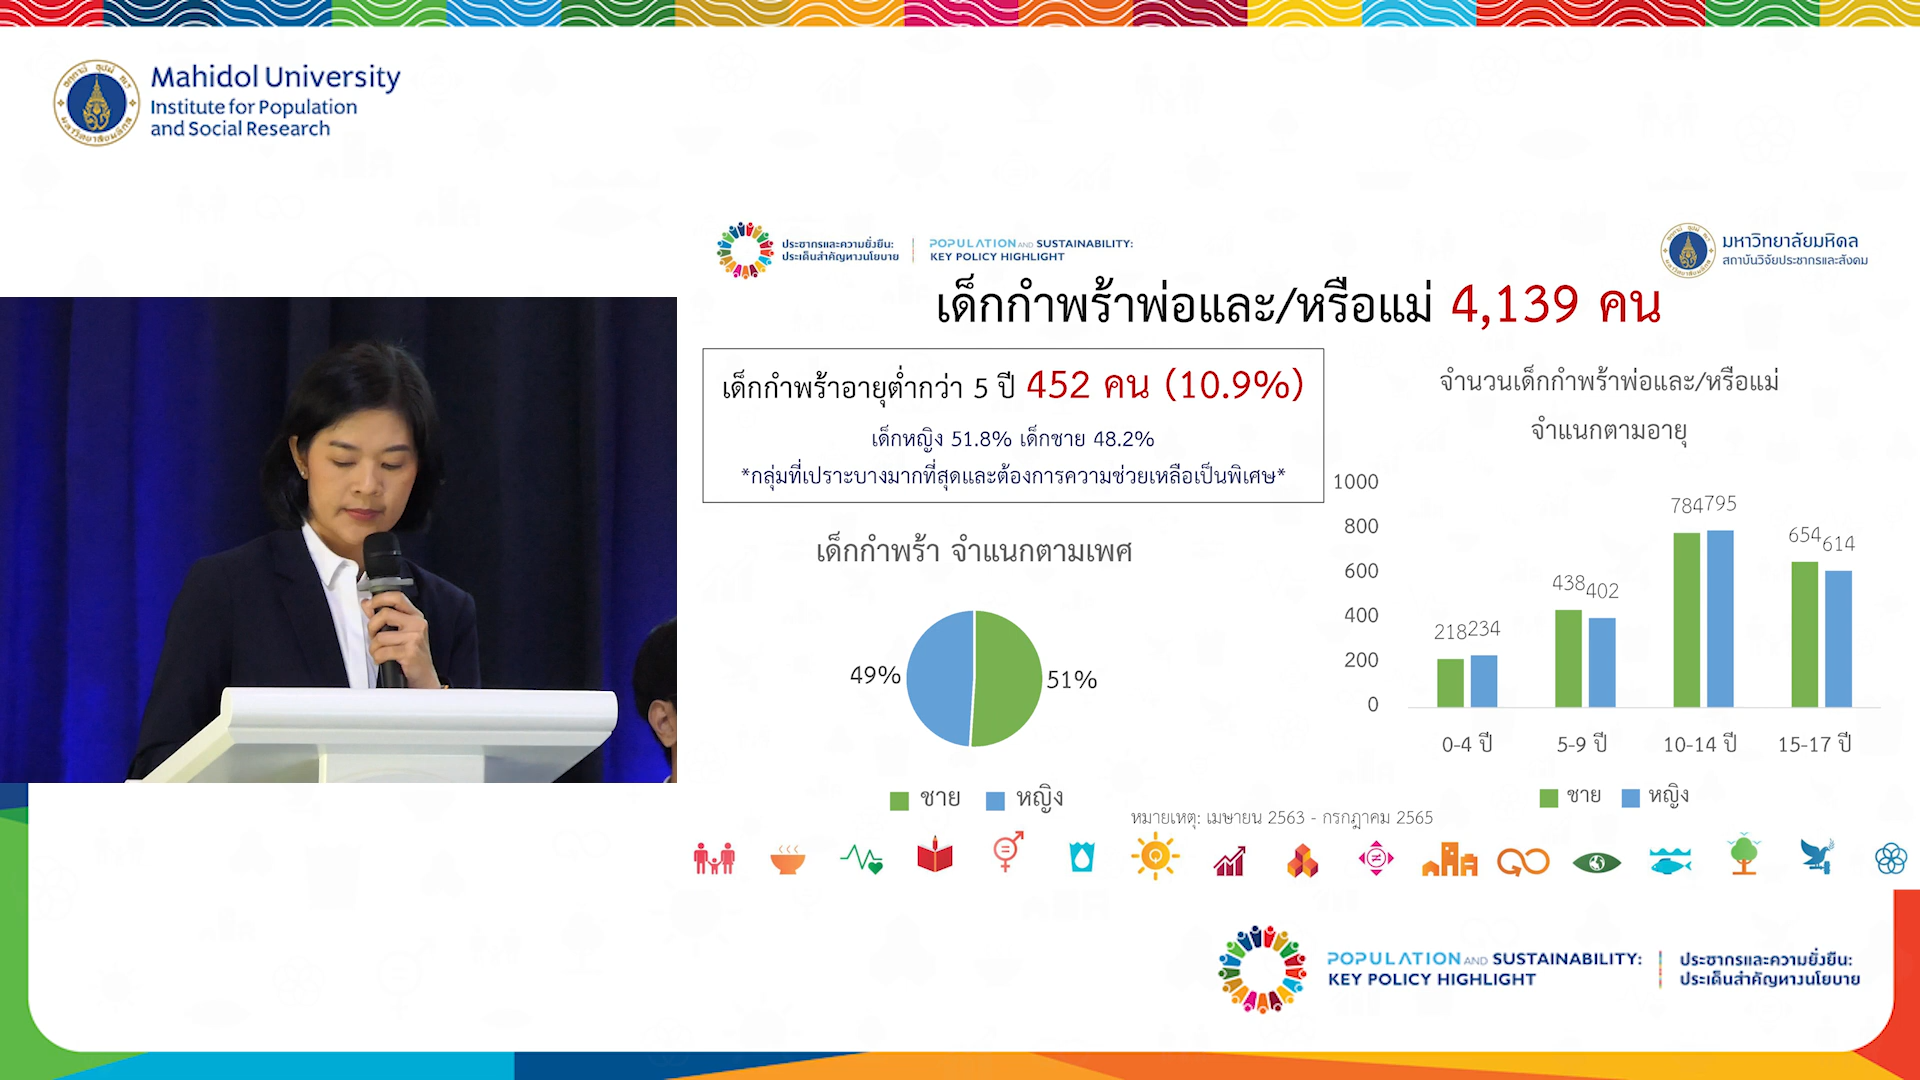 Mahidol University
Institute for Population
and Social Research
ประชากรและความยั่งยืน:
ประเด็นสำคัญทางนโยบาย
POPULATION AND SUSTAINABILITY:
KEY POLICY HIGHLIGHT
มหาวิทยาลัยมหิดล
สถาบันวิจัยประชากรและสังคม
เด็กกำพร้าพ่อและ/หรือแม่ 4,139 คน
เด็กกำพร้าอายุต่ำกว่า 5 ปี 452 คน (10.9%)
เด็กหญิง 51.8% เด็กชาย 48.2%
*กลุ่มที่เปราะบางมากที่สุดและต้องการความช่วยเหลือเป็นพิเศษ*
เด็กกำพร้า จำแนกตามเพศ
49%
51%
ชาย หญิง
จำนวนเด็กกำพร้าพ่อและ/หรือแม่
จำแนกตามอายุ
1000
800
600
400
200
0
218 234
438 402
784 795
654 614
0-4 ปี 5-9 ปี 10-14 ปี 15-17 ปี
ชาย หญิง
หมายเหตุ: เมษายน 2563 - กรกฎาคม 2565
POPULATION AND SUSTAINABILITY:
KEY POLICY HIGHLIGHT
ประชากรและความยั่งยืน:
ประเด็นสำคัญทางนโยบาย